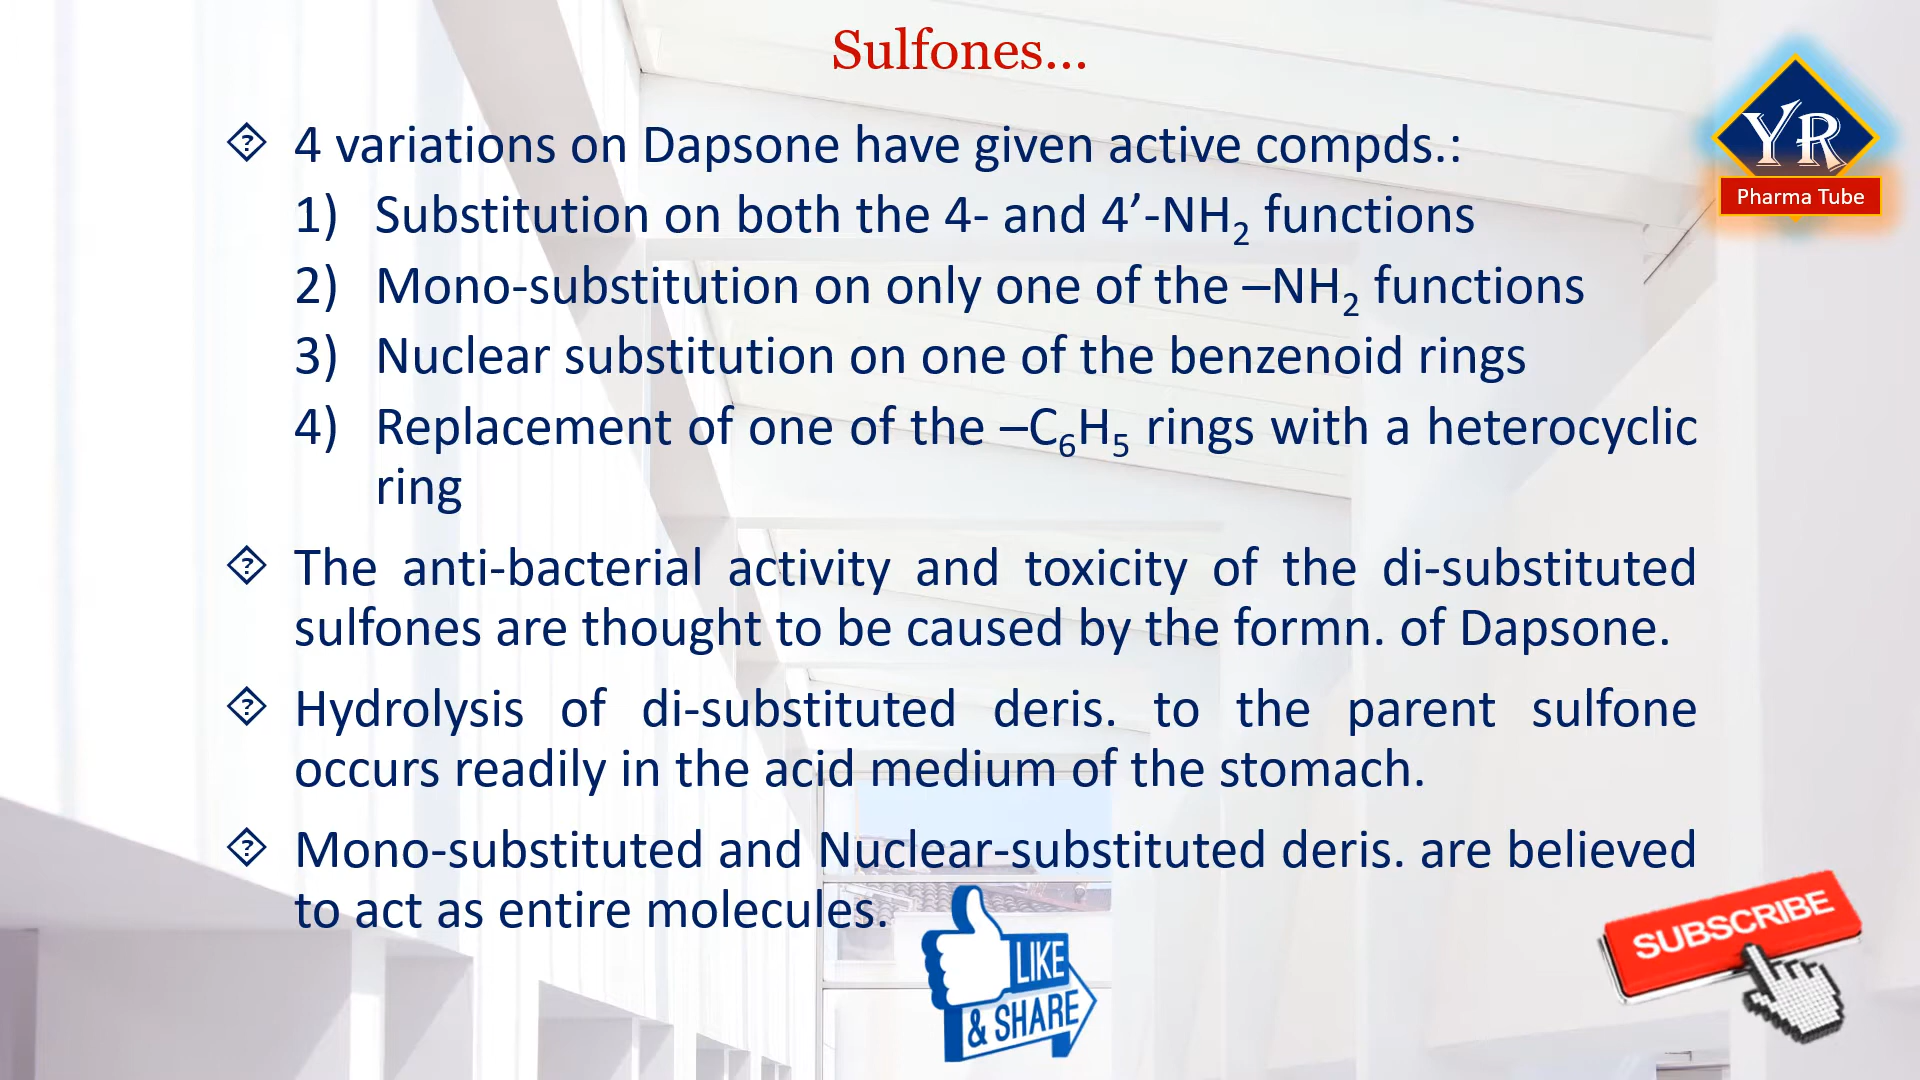 Sulfones...
YR
Pharma Tube
4 variations on Dapsone have given active compds.:
1) Substitution on both the 4- and 4’-NH₂ functions
2) Mono-substitution on only one of the –NH₂ functions
3) Nuclear substitution on one of the benzenoid rings
4) Replacement of one of the –C₆H₅ rings with a heterocyclic
ring
The anti-bacterial activity and toxicity of the di-substituted
sulfones are thought to be caused by the formn. of Dapsone.
Hydrolysis of di-substituted deris. to the parent sulfone
occurs readily in the acid medium of the stomach.
Mono-substituted and Nuclear-substituted deris. are believed
to act as entire molecules.
LIKE
& SHARE
SUBSCRIBE